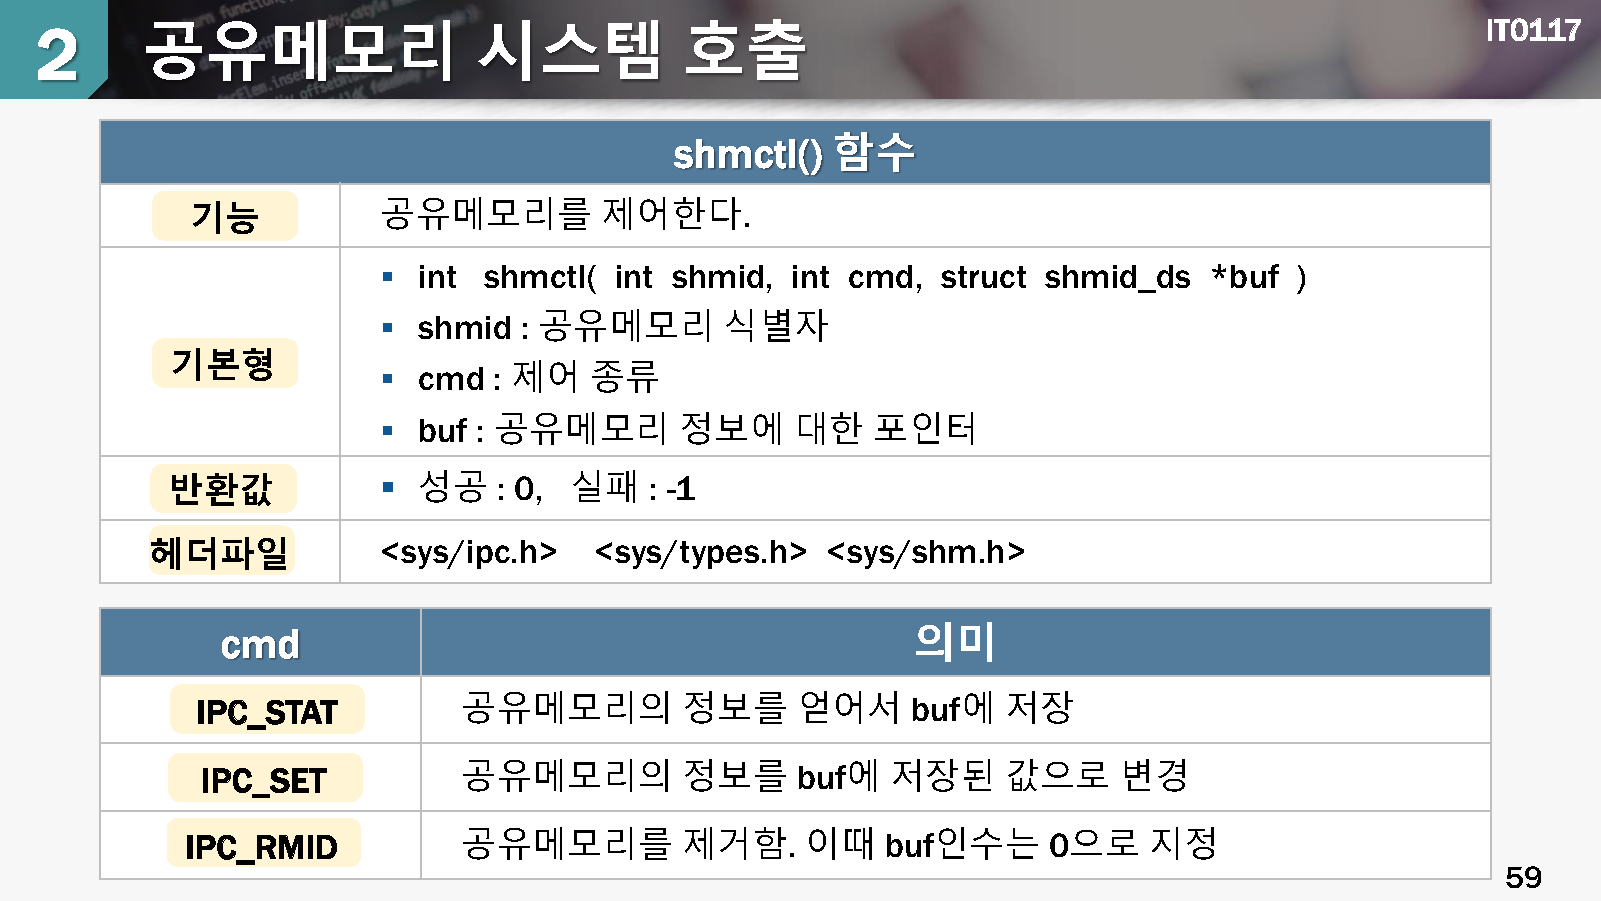 2 공유메모리 시스템 호출
IT0117
shmctl() 함수
기능 공유메모리를 제어한다.
기본형
▪ int shmctl( int shmid, int cmd, struct shmid_ds *buf )
▪ shmid : 공유메모리 식별자
▪ cmd : 제어 종류
▪ buf : 공유메모리 정보에 대한 포인터
반환값 ▪ 성공 : 0, 실패 : -1
헤더파일 <sys/ipc.h> <sys/types.h> <sys/shm.h>
cmd 의미
IPC_STAT 공유메모리의 정보를 얻어서 buf에 저장
IPC_SET 공유메모리의 정보를 buf에 저장된 값으로 변경
IPC_RMID 공유메모리를 제거함. 이때 buf인수는 0으로 지정
59